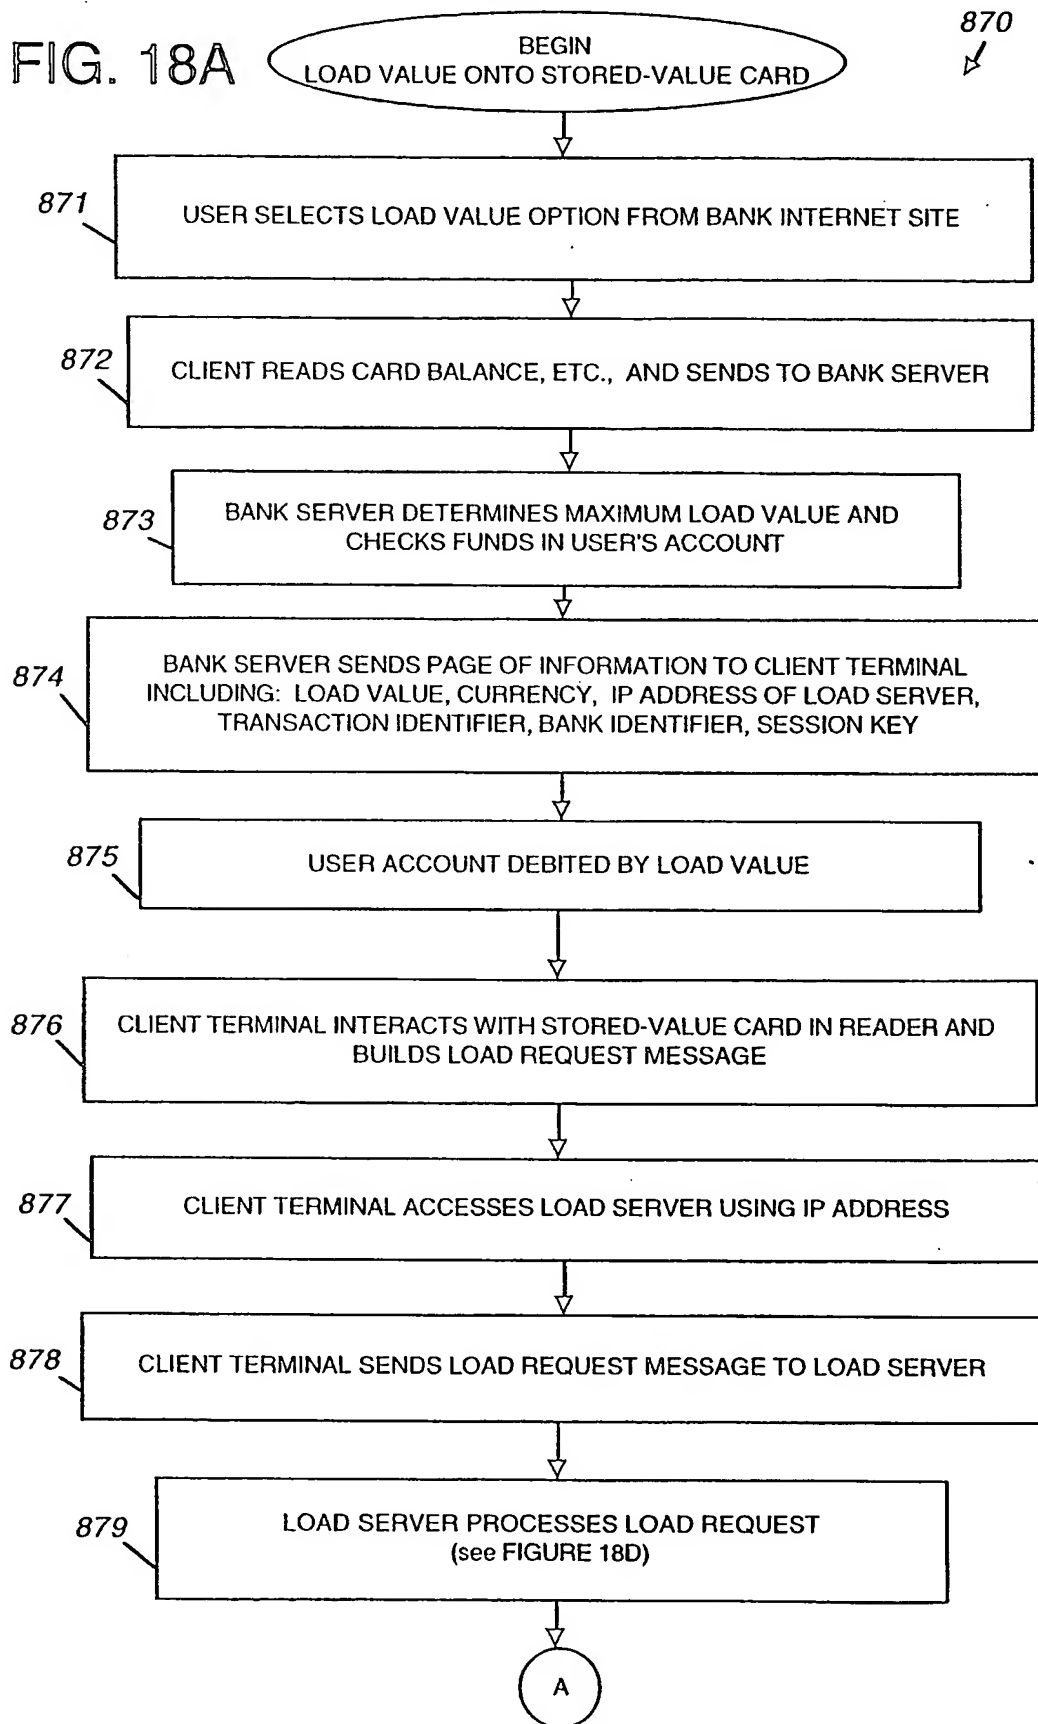 FIG. 18A
870
BEGIN
LOAD VALUE ONTO STORED-VALUE CARD
871
USER SELECTS LOAD VALUE OPTION FROM BANK INTERNET SITE
872
CLIENT READS CARD BALANCE, ETC., AND SENDS TO BANK SERVER
873
BANK SERVER DETERMINES MAXIMUM LOAD VALUE AND
CHECKS FUNDS IN USER'S ACCOUNT
874
BANK SERVER SENDS PAGE OF INFORMATION TO CLIENT TERMINAL
INCLUDING: LOAD VALUE, CURRENCY, IP ADDRESS OF LOAD SERVER,
TRANSACTION IDENTIFIER, BANK IDENTIFIER, SESSION KEY
875
USER ACCOUNT DEBITED BY LOAD VALUE
876
CLIENT TERMINAL INTERACTS WITH STORED-VALUE CARD IN READER AND
BUILDS LOAD REQUEST MESSAGE
877
CLIENT TERMINAL ACCESSES LOAD SERVER USING IP ADDRESS
878
CLIENT TERMINAL SENDS LOAD REQUEST MESSAGE TO LOAD SERVER
879
LOAD SERVER PROCESSES LOAD REQUEST
(see FIGURE 18D)
A